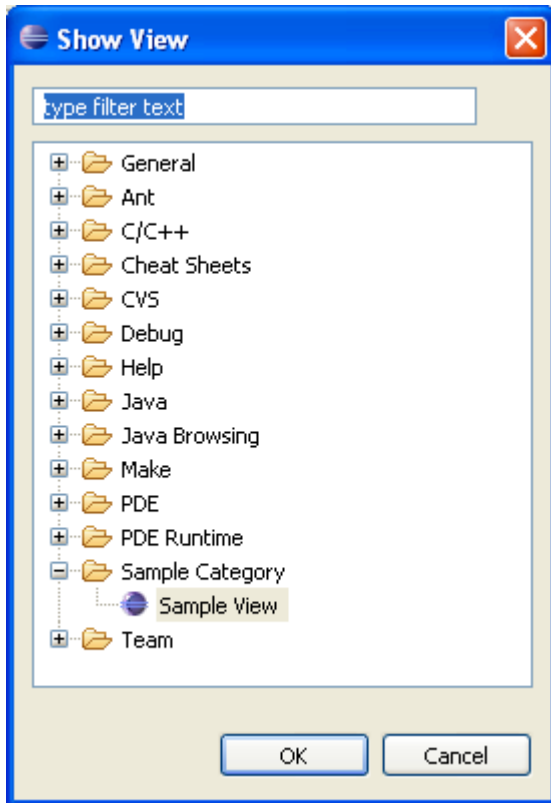 Show View
type filter text
General
Ant
C/C++
Cheat Sheets
CVS
Debug
Help
Java
Java Browsing
Make
PDE
PDE Runtime
Sample Category
Sample View
Team
OK
Cancel